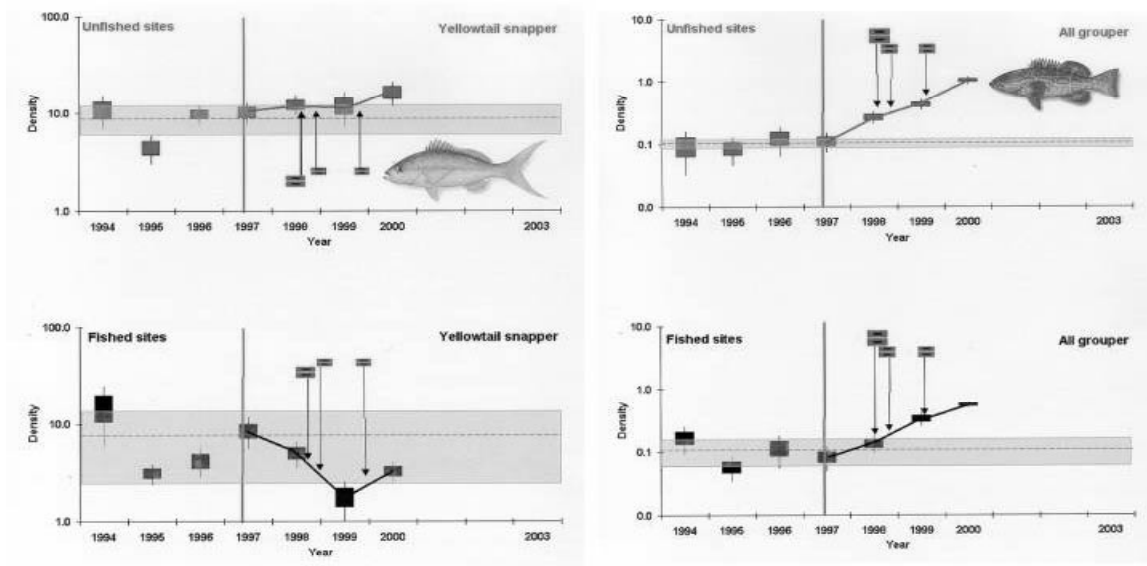 Unfished sites Yellowtail snapper
100.0
10.0
1.0
Density
1994 1995 1996 1997 1998 1999 2000 2003
Year
Unfished sites All grouper
10.0
1.0
0.1
0.0
Density
1994 1995 1996 1997 1998 1999 2000 2003
Year
Fished sites Yellowtail snapper
100.0
10.0
1.0
Density
1994 1995 1996 1997 1998 1999 2000 2003
Year
Fished sites All grouper
10.0
1.0
0.1
0.0
Density
1994 1995 1996 1997 1998 1999 2000 2003
Year